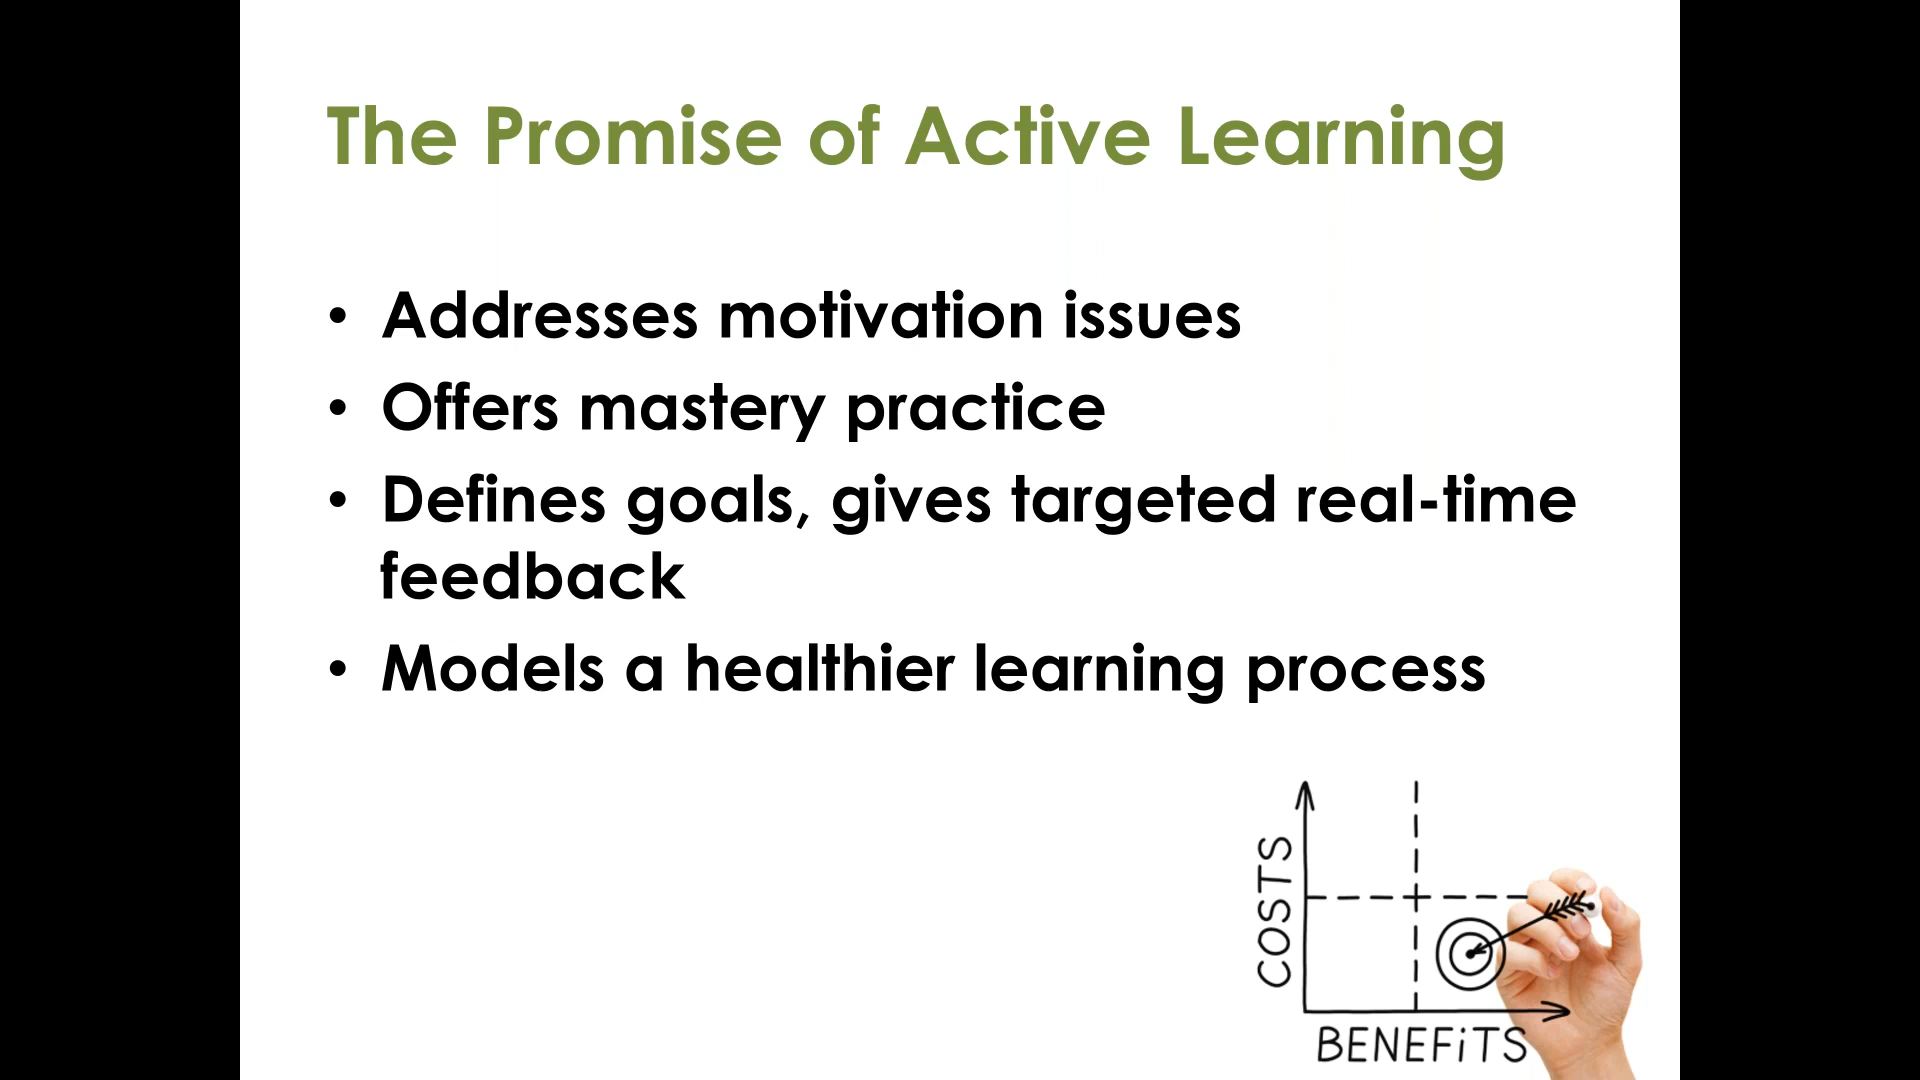 The Promise of Active Learning
• Addresses motivation issues
• Offers mastery practice
• Defines goals, gives targeted real-time
feedback
• Models a healthier learning process
COSTS
BENEFiTS